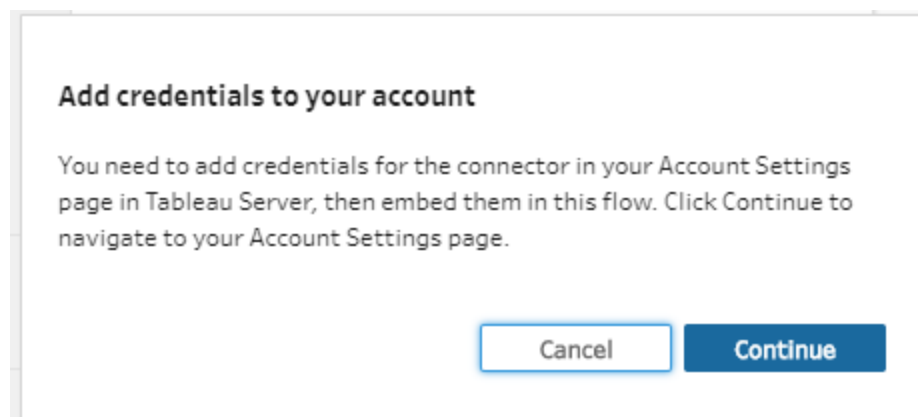 Add credentials to your account
You need to add credentials for the connector in your Account Settings
page in Tableau Server, then embed them in this flow. Click Continue to
navigate to your Account Settings page.
Cancel
Continue